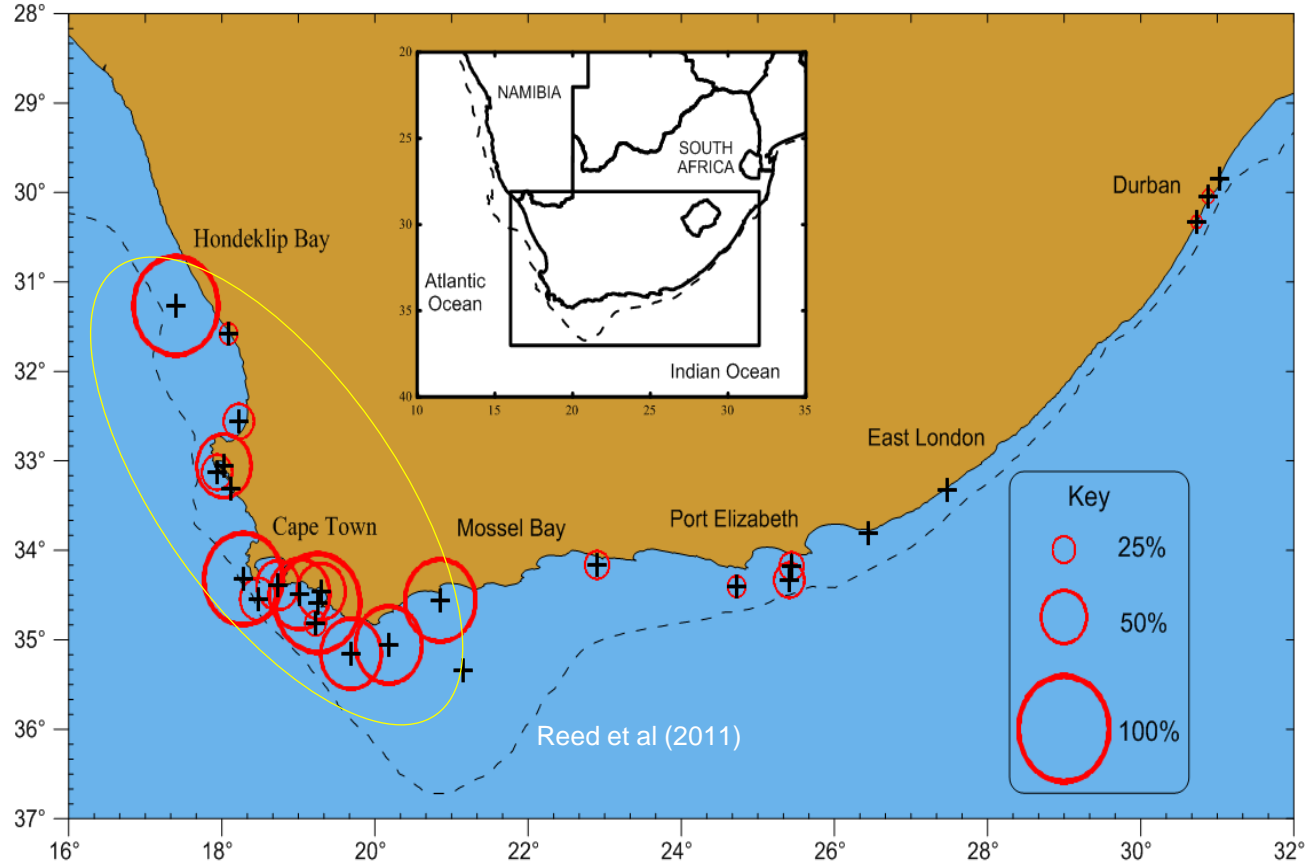 28°
29°
30°
31°
32°
33°
34°
35°
36°
37°
16°
18°
20°
22°
24°
26°
28°
30°
32°
Hondeklip Bay
Cape Town
Mossel Bay
Port Elizabeth
East London
Durban
20
25
30
35
40
10
15
20
25
30
35
NAMIBIA
SOUTH
AFRICA
Atlantic
Ocean
Indian Ocean
Key
25%
50%
100%
Reed et al (2011)